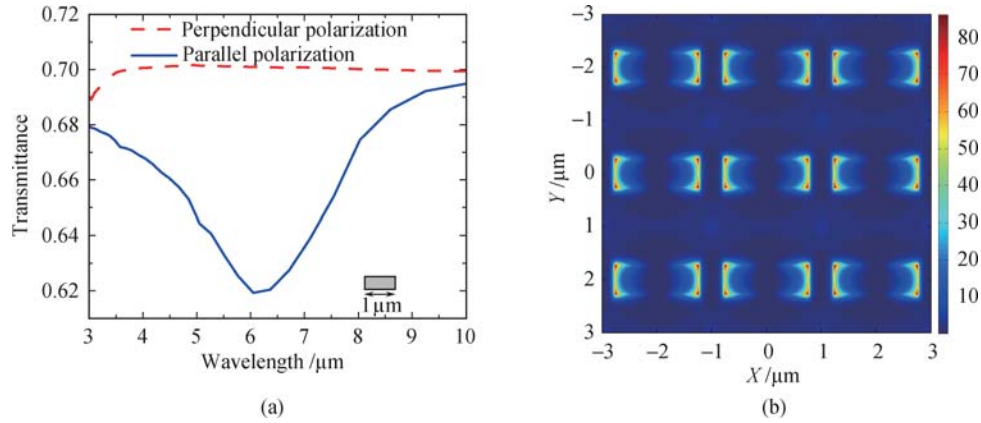 0.72
0.70
0.68
0.66
0.64
0.62
Transmittance
Perpendicular polarization
Parallel polarization
1 μm
3 4 5 6 7 8 9 10
Wavelength /μm
(a)
−3
−2
−1
0
1
2
3
Y /μm
−3 −2 −1 0 1 2 3
X /μm
80
70
60
50
40
30
20
10
(b)